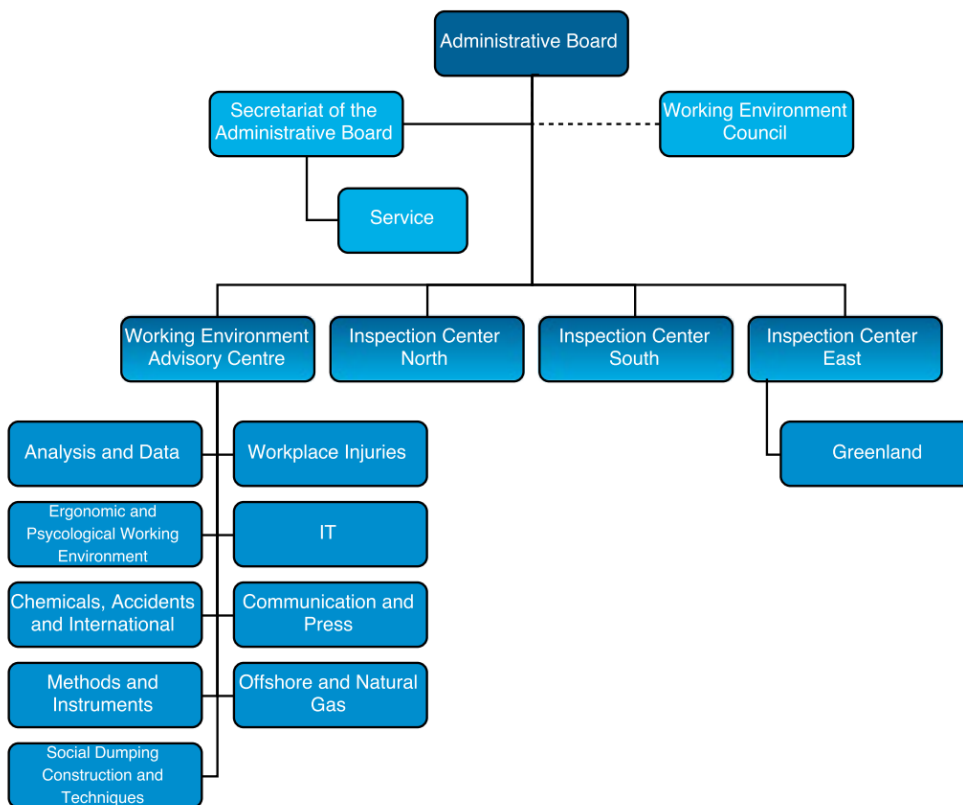 Administrative Board
Secretariat of the
Administrative Board
Working Environment
Council
Service
Working Environment
Advisory Centre
Inspection Center
North
Inspection Center
South
Inspection Center
East
Analysis and Data
Workplace Injuries
Greenland
Ergonomic and
Psycological Working
Environment
IT
Chemicals, Accidents
and International
Communication and
Press
Methods and
Instruments
Offshore and Natural
Gas
Social Dumping
Construction and
Techniques